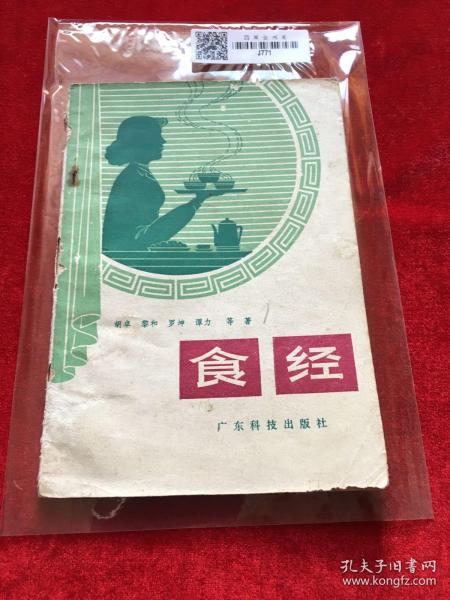 J771
胡卓 黎和 罗坤 谭力 等著
食经
广东科技出版社
孔夫子旧书网
www.kongfz.com